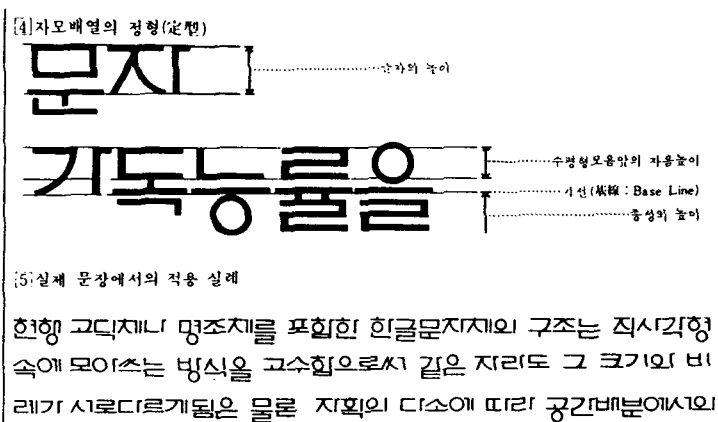 [4]자모배열의 정형(定型)
문자
글자의 높이
가독능률을
수평형모음앞의 자음높이
기선(基線 : Base Line)
종성의 높이
[5]실제 문장에서의 적용 실례
현행 고딕체나 명조체를 포함한 한글문자체의 구조는 직사각형
속에 모아쓰는 방식을 고수함으로써 같은 자라도 그 크기와 비
례가 서로다르게됨은 물론 자획의 다소에 따라 공간배분에서의